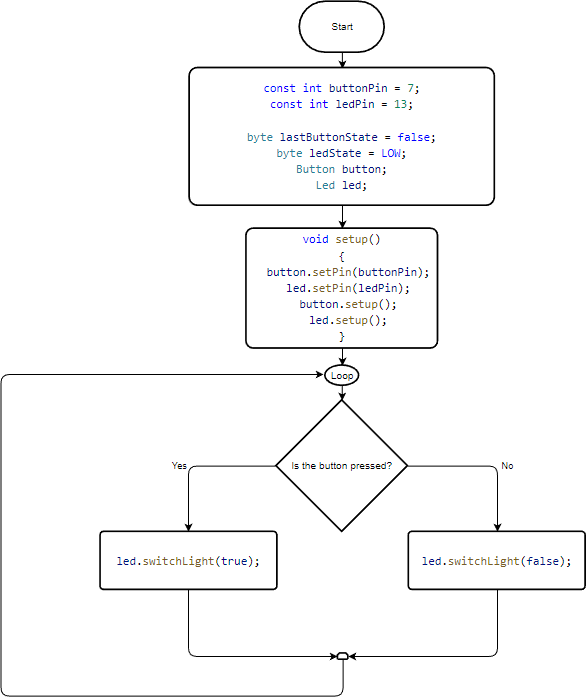 Start
const int buttonPin = 7;
const int ledPin = 13;
byte lastButtonState = false;
byte ledState = LOW;
Button button;
Led led;
void setup()
{
button.setPin(buttonPin);
led.setPin(ledPin);
button.setup();
led.setup();
}
Loop
Is the button pressed?
Yes
No
led.switchLight(true);
led.switchLight(false);